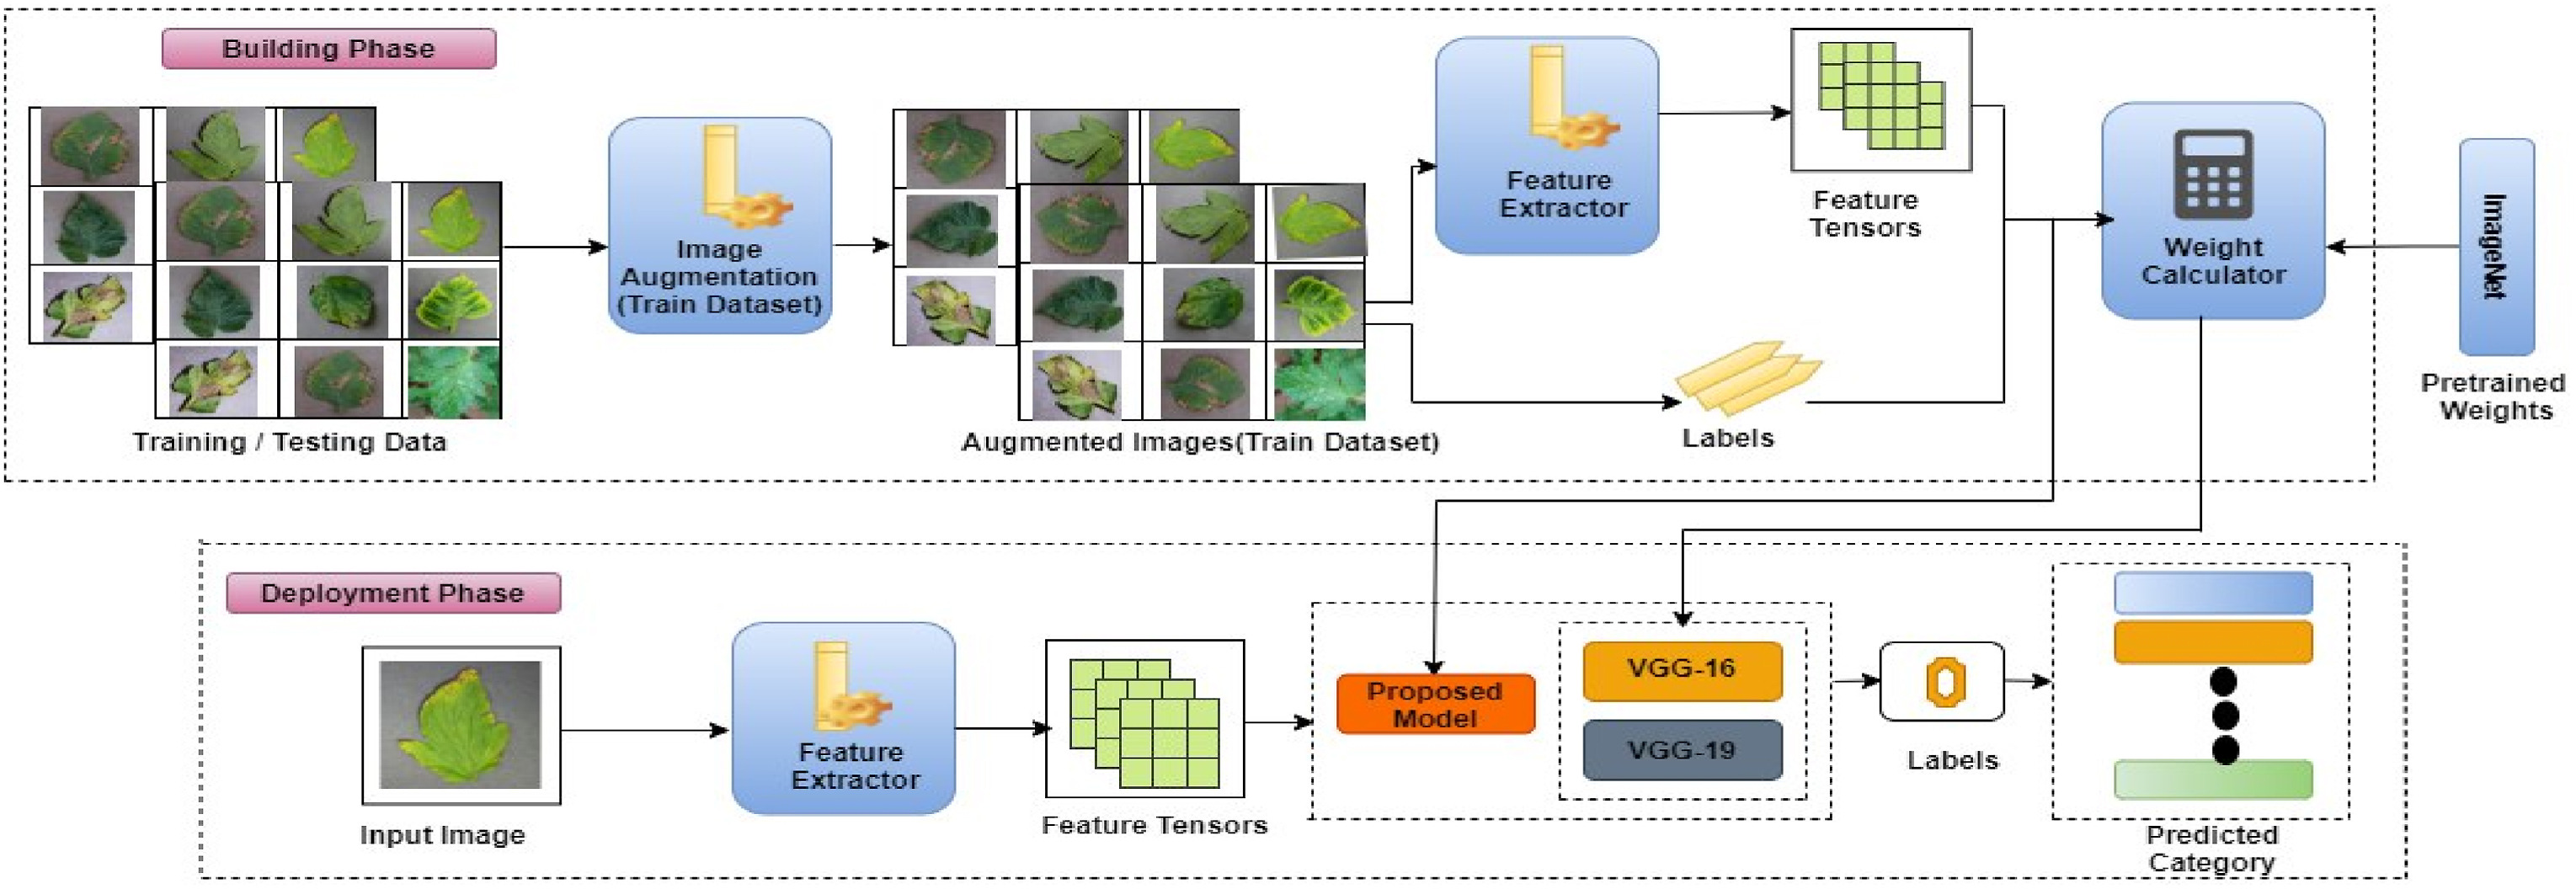 Building Phase
Image
Augmentation
(Train Dataset)
Feature
Extractor
Feature
Tensors
Weight
Calculator
ImageNet
Pretrained
Weights
Training / Testing Data
Augmented Images(Train Dataset)
Labels
Deployment Phase
Input Image
Feature
Extractor
Feature Tensors
Proposed
Model
VGG-16
VGG-19
Labels
Predicted
Category